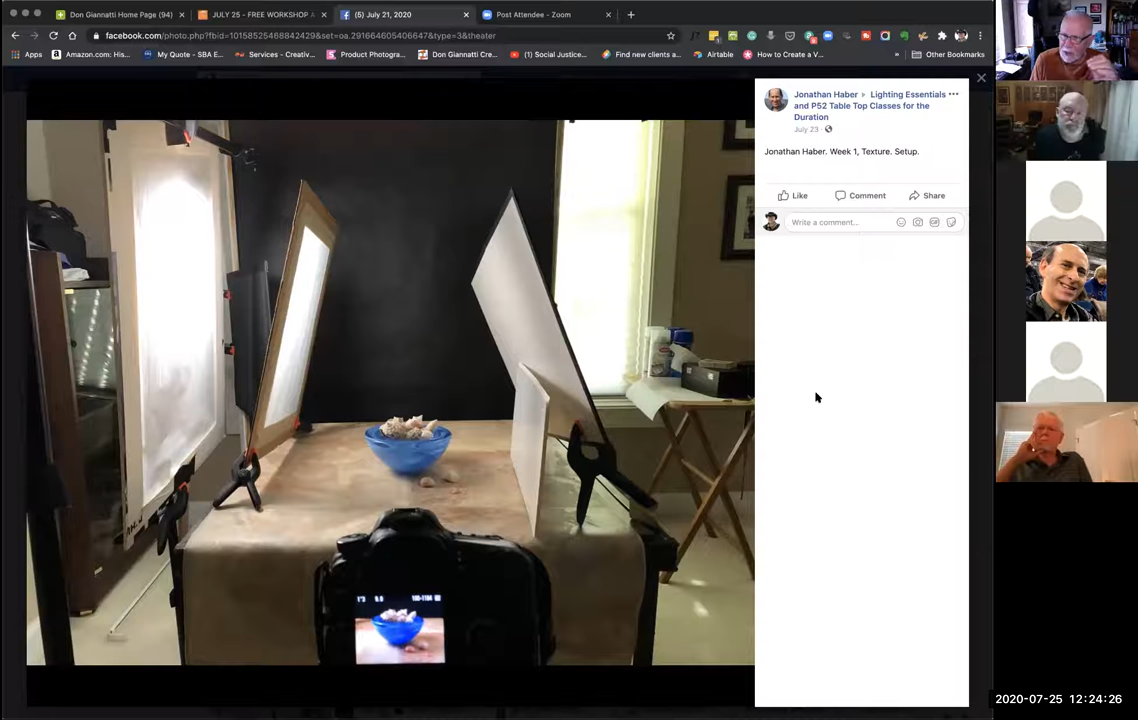 Don Giannatti Home Page (94)
JULY 25 - FREE WORKSHOP A
(5) July 21, 2020
Post Attendee - Zoom
facebook.com/photo.php?fbid=10158525468842429&set=oa.291664605406647&type=3&theater
Apps
Amazon.com: His...
My Quote - SBA E...
Services - Creativ...
Product Photogra...
Don Giannatti Cre...
(1) Social Justice...
Find new clients a...
Airtable
How to Create a V...
Other Bookmarks
Jonathan Haber ▸ Lighting Essentials
and P52 Table Top Classes for the
Duration
July 23 ·
Jonathan Haber. Week 1, Texture. Setup.
Like
Comment
Share
Write a comment...
GIF
2020-07-25 12:24:26